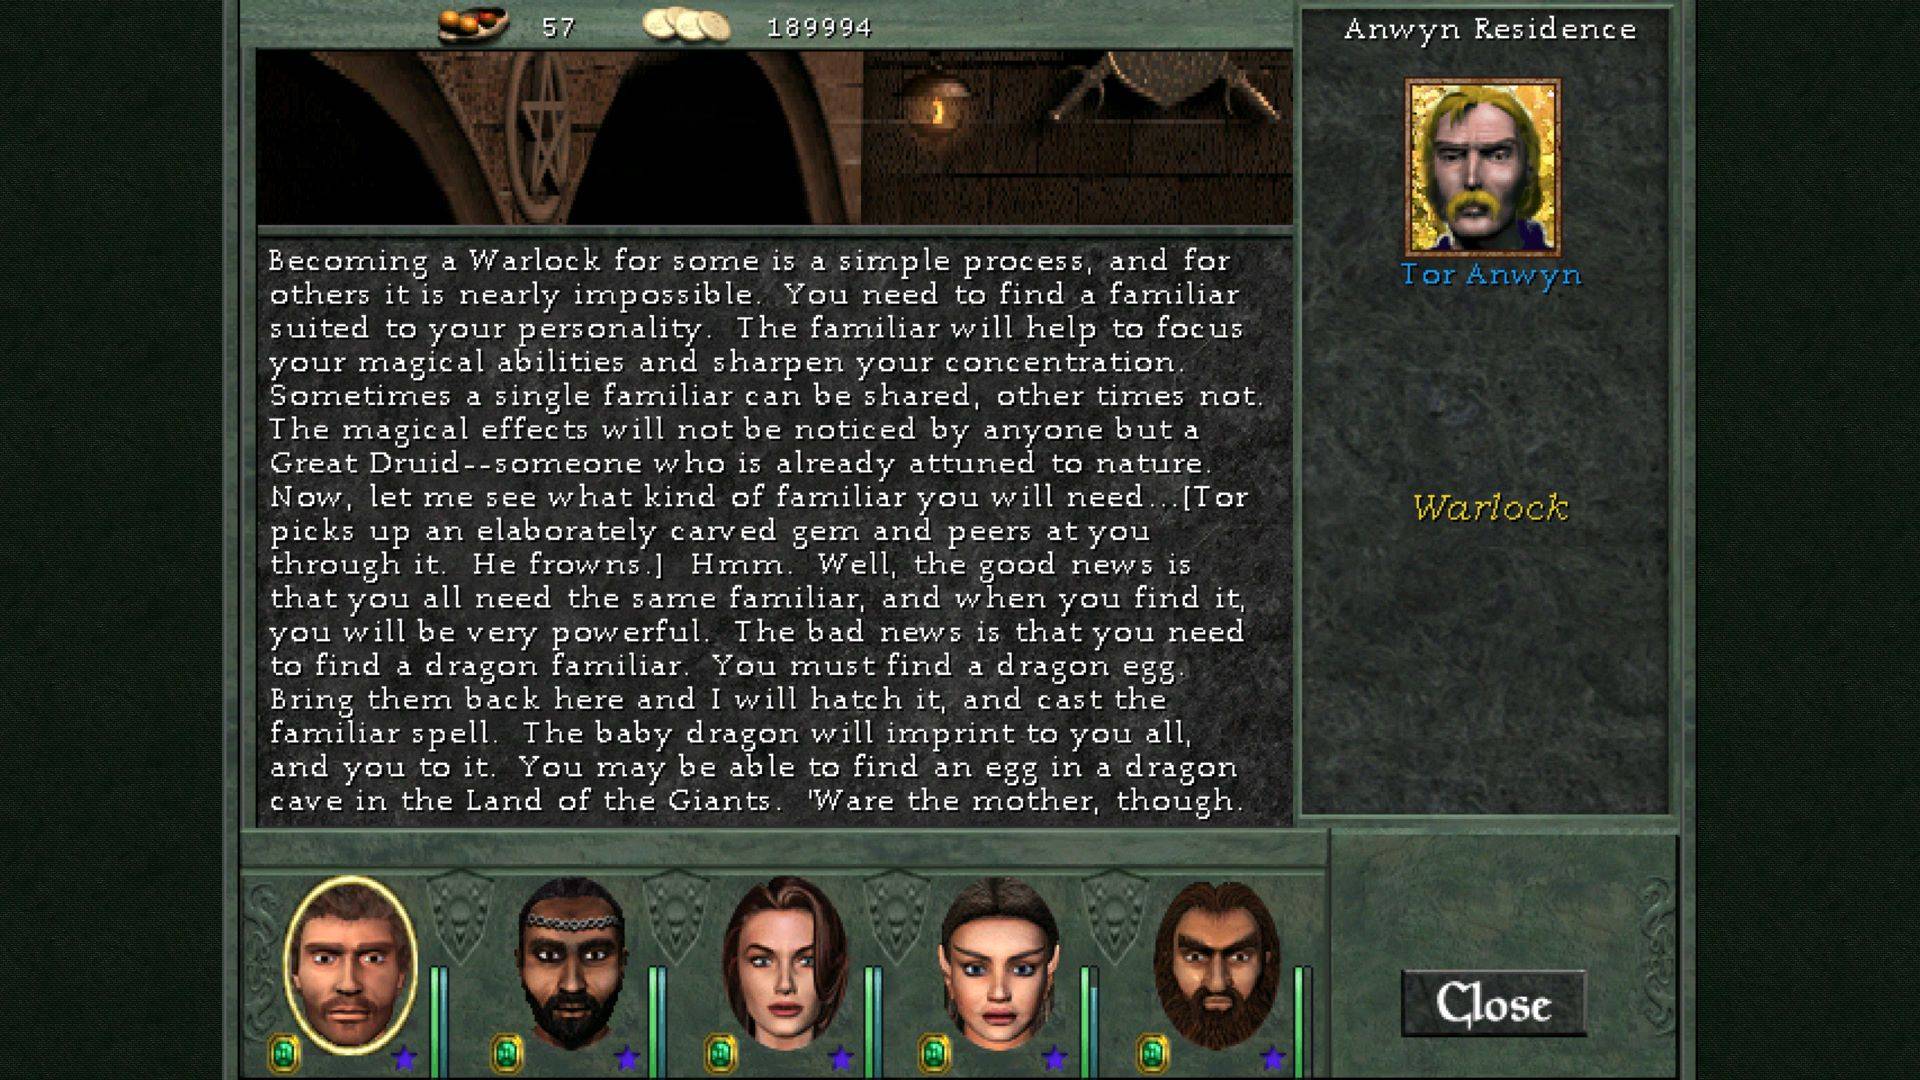 57
189994
Anwyn Residence
Tor Anwyn
Becoming a Warlock for some is a simple process, and for
others it is nearly impossible. You need to find a familiar
suited to your personality. The familiar will help to focus
your magical abilities and sharpen your concentration.
Sometimes a single familiar can be shared, other times not.
The magical effects will not be noticed by anyone but a
Great Druid--someone who is already attuned to nature.
Now, let me see what kind of familiar you will need...[Tor
picks up an elaborately carved gem and peers at you
through it. He frowns.] Hmm. Well, the good news is
that you all need the same familiar, and when you find it,
you will be very powerful. The bad news is that you need
to find a dragon familiar. You must find a dragon egg.
Bring them back here and I will hatch it, and cast the
familiar spell. The baby dragon will imprint to you all,
and you to it. You may be able to find an egg in a dragon
cave in the Land of the Giants. 'Ware the mother, though.
Warlock
Close